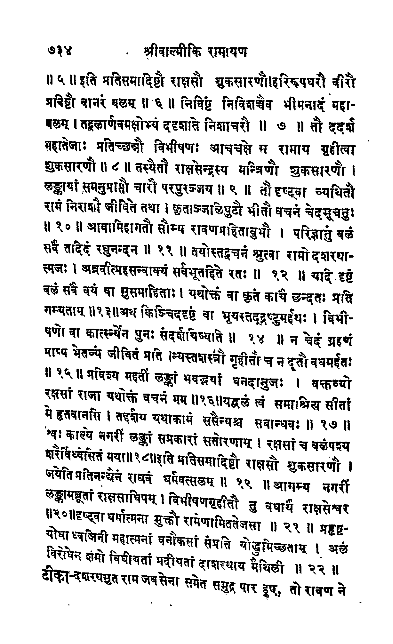 ७३४ श्रीवाल्मीकि रामायण
॥ ५ ॥ इति प्रतिसमादिष्टौ राक्षसौ शुकसारणौ। हरिरूपधरौ वीरौ
प्रविष्टौ वानरं बलम् ॥ ६ ॥ निविष्टं निविशच्चैव भीमनादं महा-
बलम्। तद्बलार्णवमक्षोभ्यं ददृशाते निशाचरौ ॥ ७ ॥ तौ ददर्श
महातेजाः प्रतिच्छन्नौ विभीषणः आचचक्षे स रामाय गृहीत्वा
शुकसारणौ ॥ ८ ॥ तस्यैतौ राक्षसेन्द्रस्य मन्त्रिणौ शुकसारणौ।
लङ्कायाः समनुप्राप्तौ चारौ परपुरञ्जय ॥ ९ ॥ तौ दृष्ट्वा व्यथितौ
रामं निराशौ जीविते तथा। कृताञ्जलिपुटौ भीतौ वचनं चेदमूचतुः
॥ १० ॥ आवामिहागतौ सौम्य रावणप्रहितावुभौ। परिज्ञातुं बलं
सर्वं तदिदं रघुनन्दन ॥ ११ ॥ तयोस्तद्वचनं श्रुत्वा रामो दशरथा-
त्मजः। अब्रवीत्प्रहसन्वाक्यं सर्वभूतहिते रतः ॥ १२ ॥ यदि दृष्टं
बलं सर्वं वयं वा सुसमाहिताः। यथोक्तं वा कृतं कार्यं छन्दतः प्रति
गम्यताम् ॥ १३ ॥ अथ किञ्चिददृष्टं वा भूयस्तद्द्रष्टुमर्हथः। विभी-
षणो वा कार्त्स्न्येन पुनः संदर्शयिष्यति ॥ १४ ॥ न चेदं ग्रहणं
प्राप्य भेतव्यं जीवितं प्रति। न्यस्तशस्त्रौ गृहीतौ च न दूतौ वधमर्हतः
॥ १५ ॥ प्रविश्य महतीं लङ्कां भवद्भ्यां धनदानुजः। वक्तव्यो
रक्षसां राजा यथोक्तं वचनं मम ॥ १६ ॥ यद्बलं त्वं समाश्रित्य सीतां
मे हृतवानसि। तद्दर्शय यथाकामं ससैन्यश्च सबान्धवः ॥ १७ ॥
श्वः काल्ये नगरीं लङ्कां सप्राकारां सतोरणाम्। रक्षसां च बलंपश्य
शरैर्विध्वंसितं मया ॥ १८ ॥ इति प्रतिसमादिष्टौ राक्षसौ शुकसारणौ।
जयेति प्रतिनन्द्यैनं राघवं धर्मवत्सलम् ॥ १९ ॥ आगम्य नगरीं
लङ्कामब्रूतां राक्षसाधिपम्। विभीषणगृहीतौ तु वधार्थं राक्षसेश्वर
॥ २० ॥ दृष्ट्वा धर्मात्मना मुक्तौ रामेणामिततेजसा ॥ २१ ॥ प्रहृष्ट-
योधा ध्वजिनी महात्मनां वनौकसां संप्रति योद्धुमिच्छताम्। अलं
विरोधेन शमो विधीयतां प्रदीयतां दाशरथाय मैथिली ॥ २२ ॥
टीका-दशरथसुत राम जब सेना समेत समुद्र पार हुए, तो रावण ने